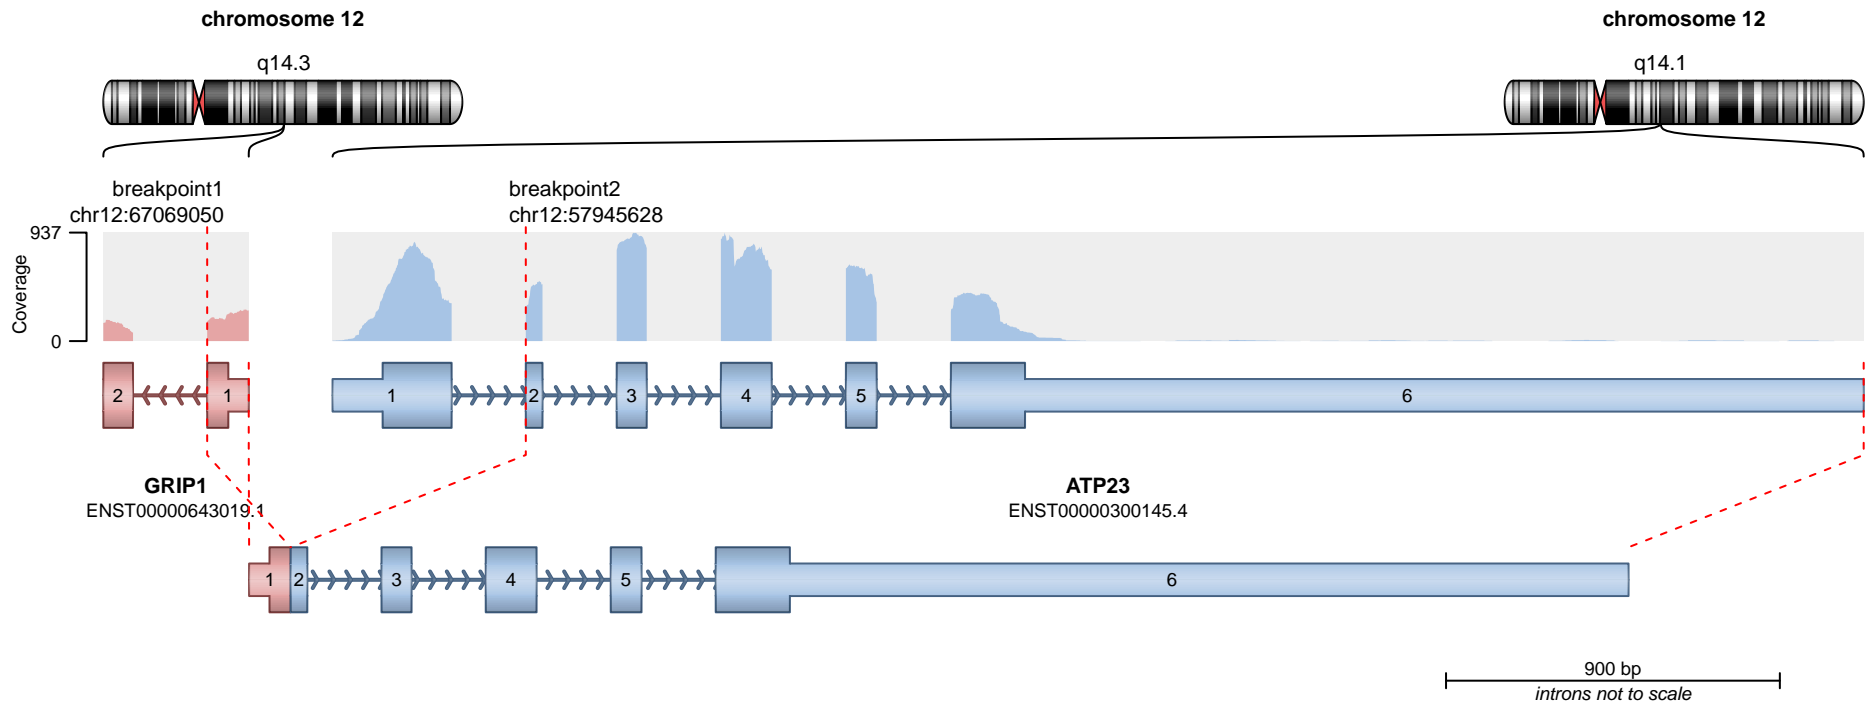 chromosome 12
chromosome 12
q14.3
q14.1
breakpoint1
chr12:67069050
breakpoint2
chr12:57945628
937
0
Coverage
2
1
1
2
3
4
5
6
GRIP1
ENST00000643019.1
ATP23
ENST00000300145.4
1
2
3
4
5
6
900 bp
introns not to scale